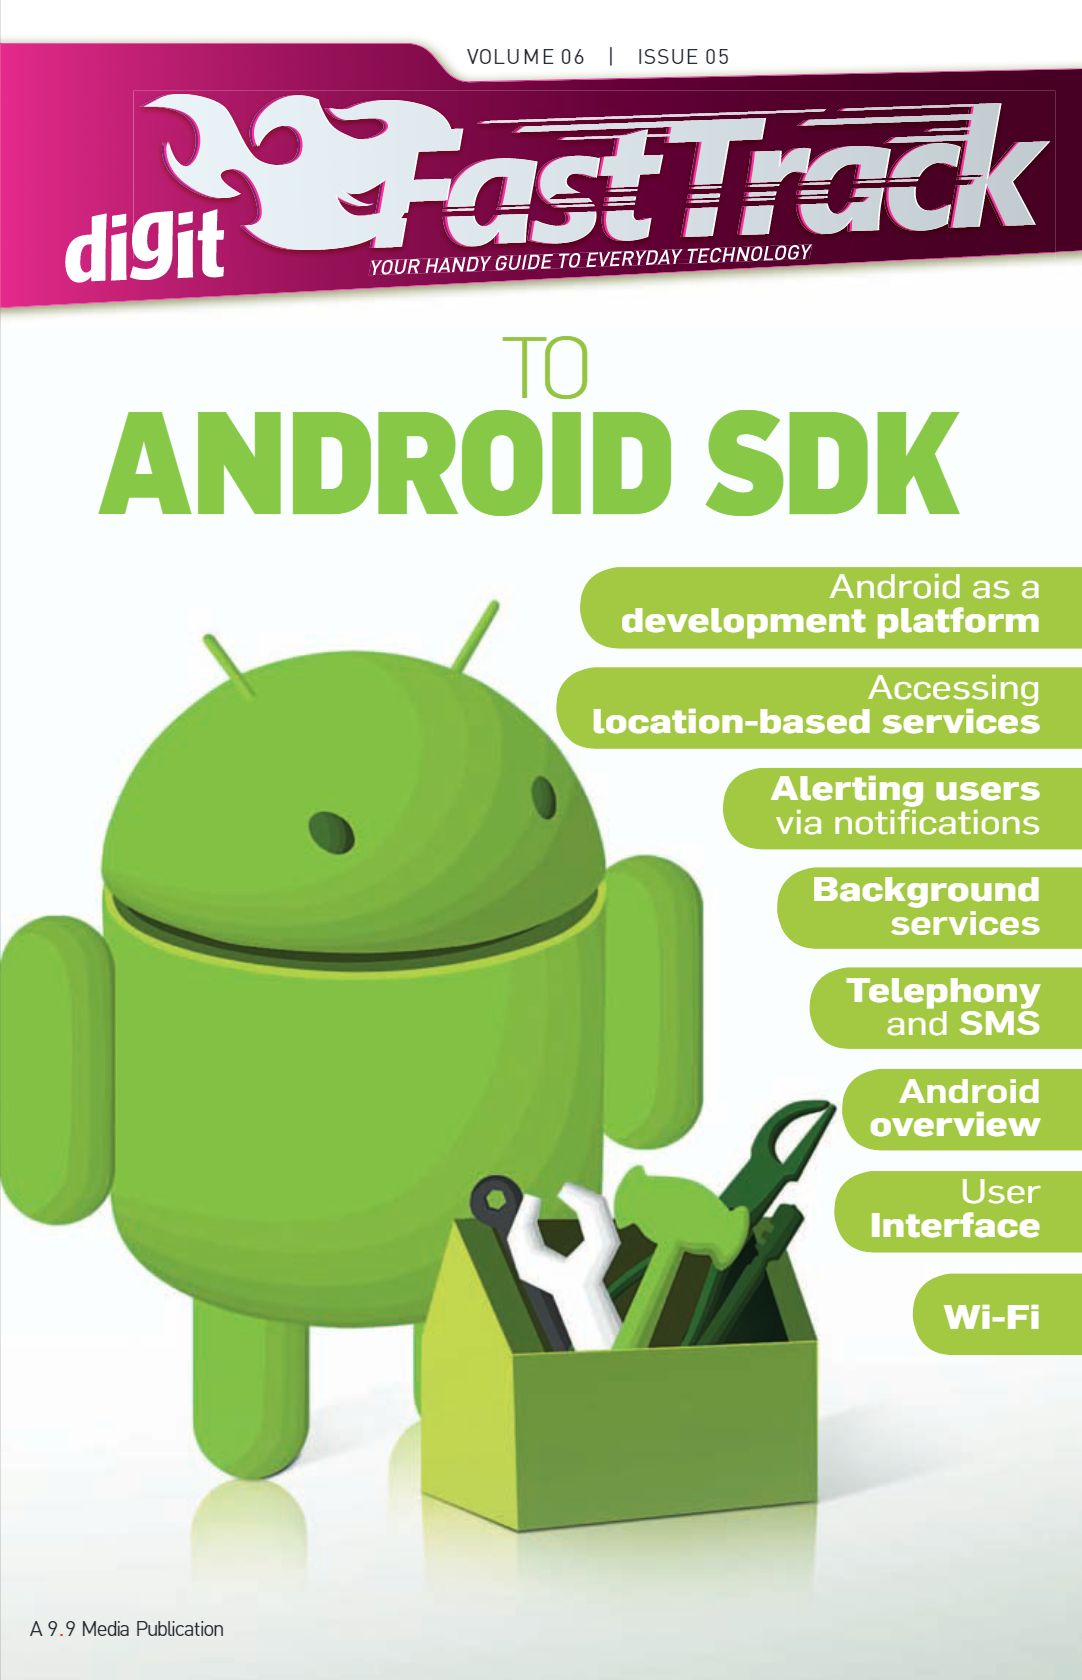 VOLUME 06 | ISSUE 05
digit
FastTrack
YOUR HANDY GUIDE TO EVERYDAY TECHNOLOGY
TO
ANDROID SDK
Android as a
development platform
Accessing
location-based services
Alerting users
via notifications
Background
services
Telephony
and SMS
Android
overview
User
Interface
Wi-Fi
A 9.9 Media Publication